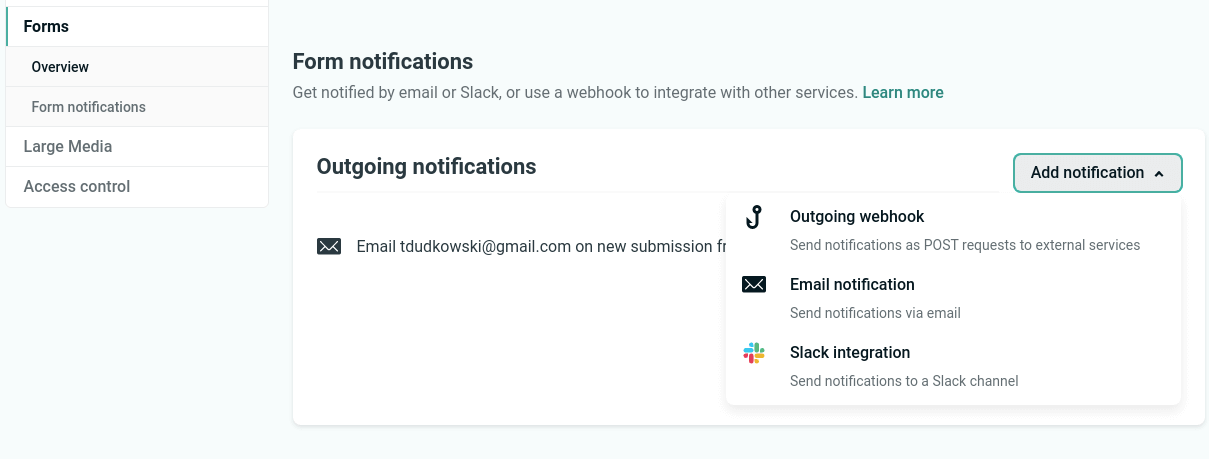 Forms
Overview
Form notifications
Large Media
Access control
Form notifications
Get notified by email or Slack, or use a webhook to integrate with other services. Learn more
Outgoing notifications
Add notification
Email tdudkowski@gmail.com on new submission
Outgoing webhook
Send notifications as POST requests to external services
Email notification
Send notifications via email
Slack integration
Send notifications to a Slack channel